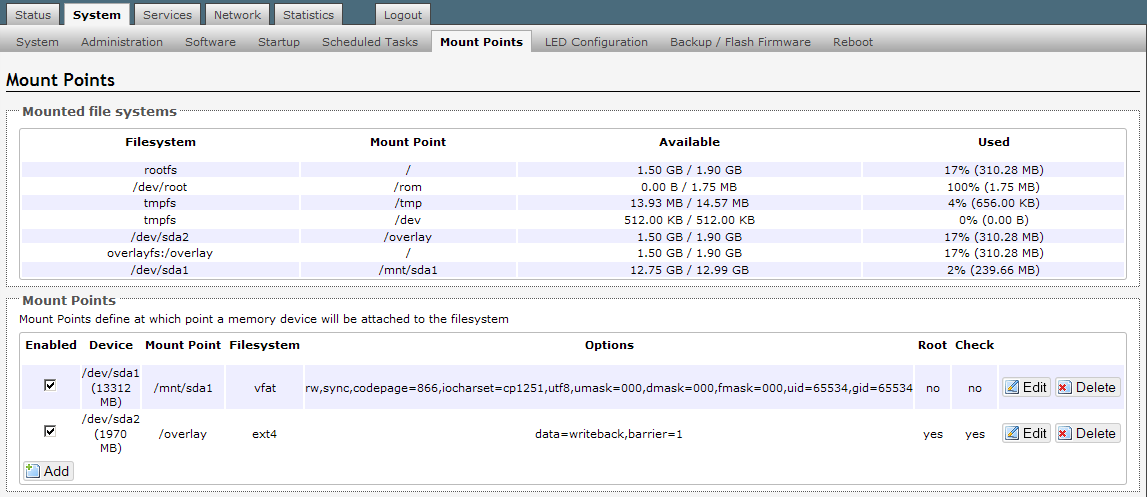 Status System Services Network Statistics Logout
System Administration Software Startup Scheduled Tasks Mount Points LED Configuration Backup / Flash Firmware Reboot
Mount Points
Mounted file systems
Filesystem Mount Point Available Used
rootfs / 1.50 GB / 1.90 GB 17% (310.28 MB)
/dev/root /rom 0.00 B / 1.75 MB 100% (1.75 MB)
tmpfs /tmp 13.93 MB / 14.57 MB 4% (656.00 KB)
tmpfs /dev 512.00 KB / 512.00 KB 0% (0.00 B)
/dev/sda2 /overlay 1.50 GB / 1.90 GB 17% (310.28 MB)
overlayfs:/overlay / 1.50 GB / 1.90 GB 17% (310.28 MB)
/dev/sda1 /mnt/sda1 12.75 GB / 12.99 GB 2% (239.66 MB)
Mount Points
Mount Points define at which point a memory device will be attached to the filesystem
Enabled Device Mount Point Filesystem Options Root Check
/dev/sda1
(13312
MB)
/mnt/sda1 vfat rw,sync,codepage=866,iocharset=cp1251,utf8,umask=000,dmask=000,fmask=000,uid=65534,gid=65534 no no Edit Delete
/dev/sda2
(1970
MB)
/overlay ext4 data=writeback,barrier=1 yes yes Edit Delete
Add